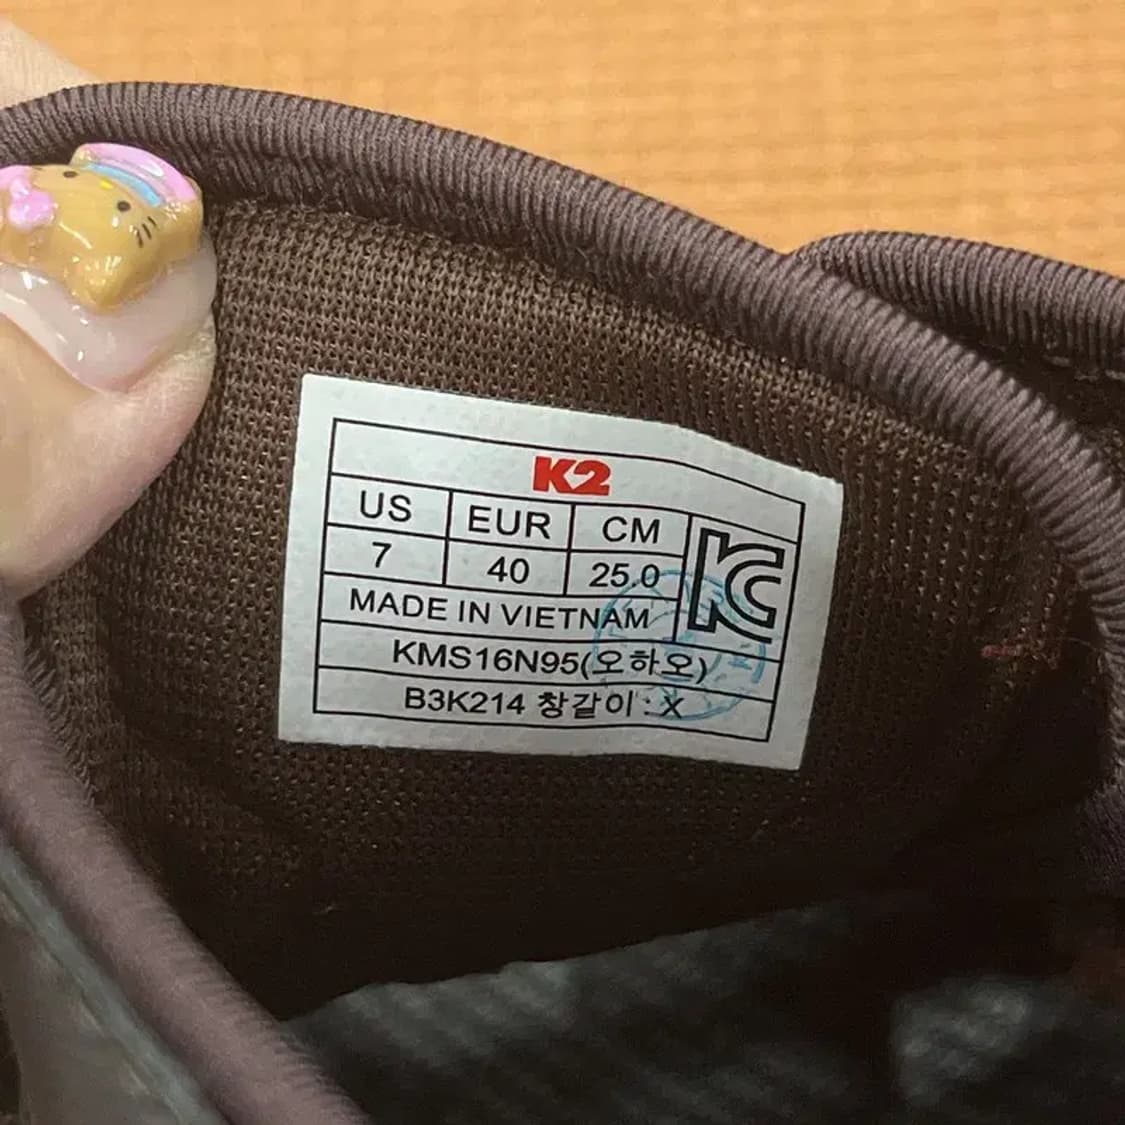 K2
US EUR CM
7 40 25.0
MADE IN VIETNAM
KC
KMS16N95(오하오)
B3K214 창갈이 : X